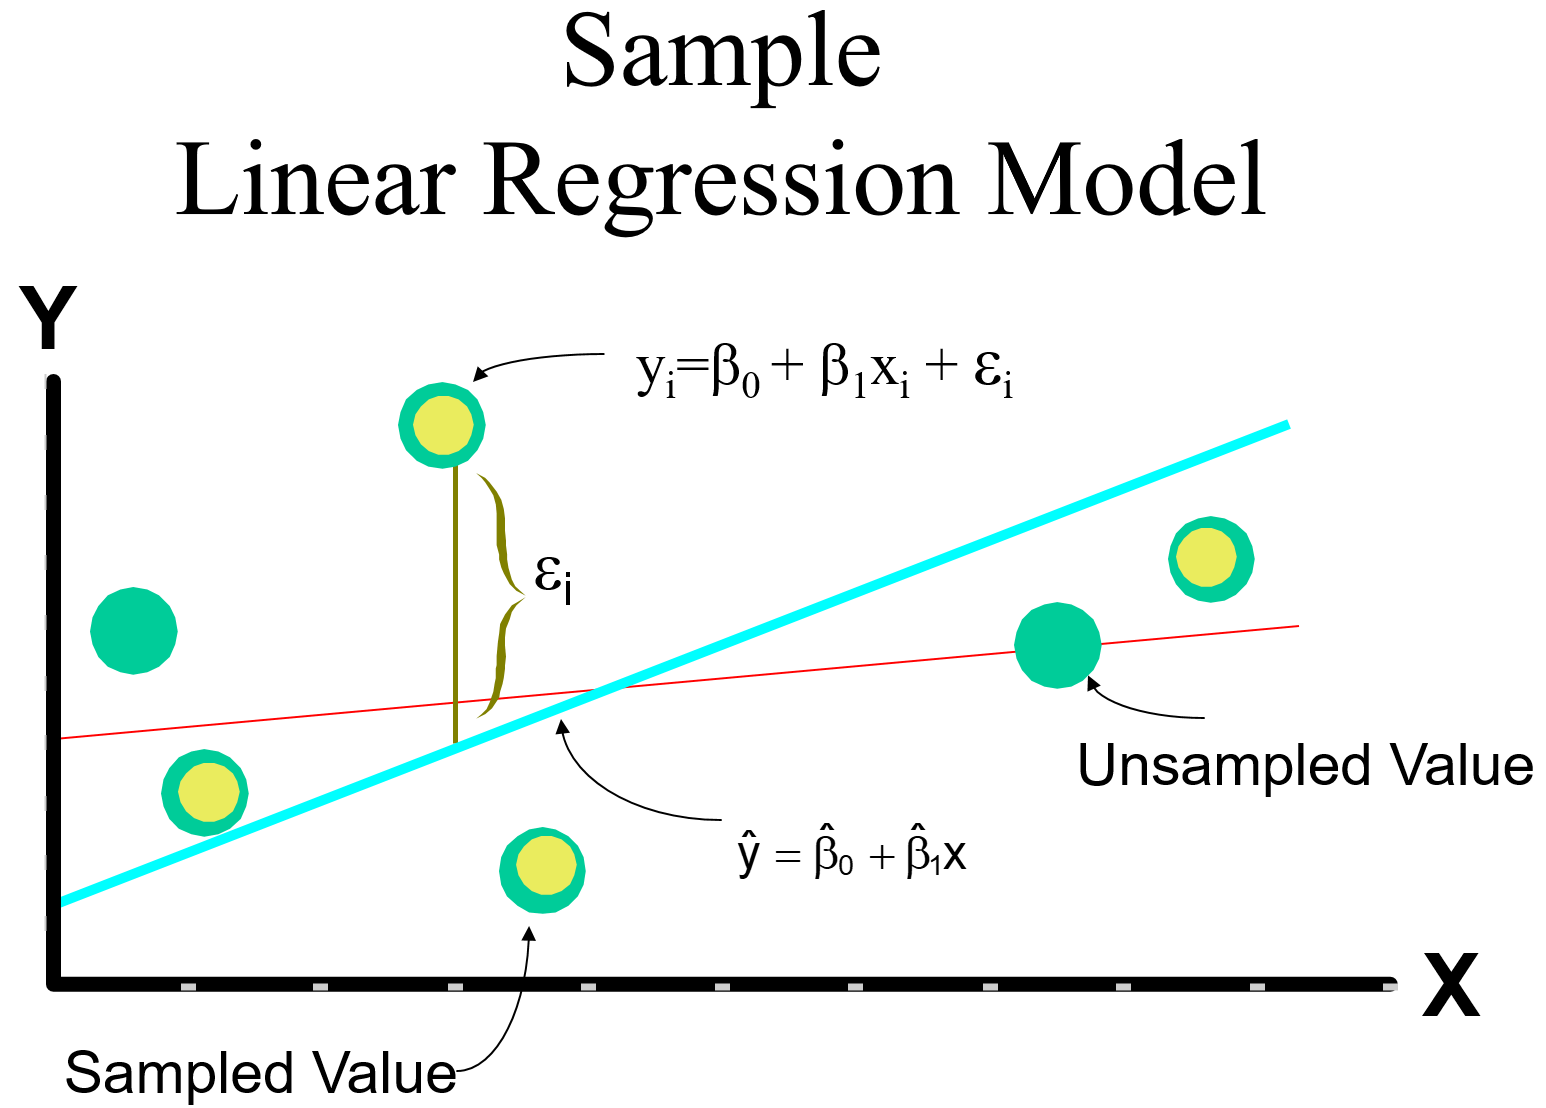 Sample
Linear Regression Model
Y
yᵢ=β₀ + β₁xᵢ + εᵢ
εᵢ
Unsampled Value
ŷ = β̂₀ + β̂₁x
X
Sampled Value